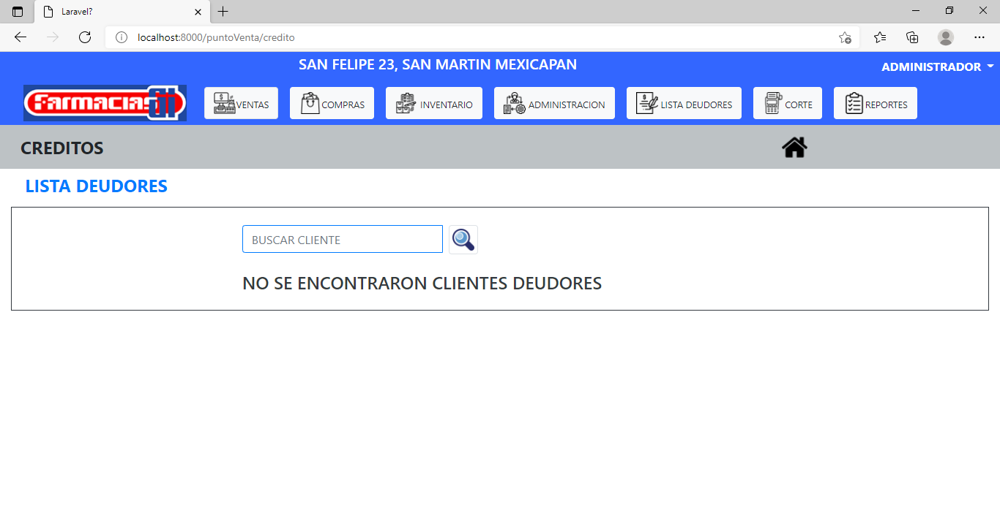 Laravel?
localhost:8000/puntoVenta/credito
SAN FELIPE 23, SAN MARTIN MEXICAPAN
ADMINISTRADOR
Farmacias
VENTAS
COMPRAS
INVENTARIO
ADMINISTRACION
LISTA DEUDORES
CORTE
REPORTES
CREDITOS
LISTA DEUDORES
BUSCAR CLIENTE
NO SE ENCONTRARON CLIENTES DEUDORES